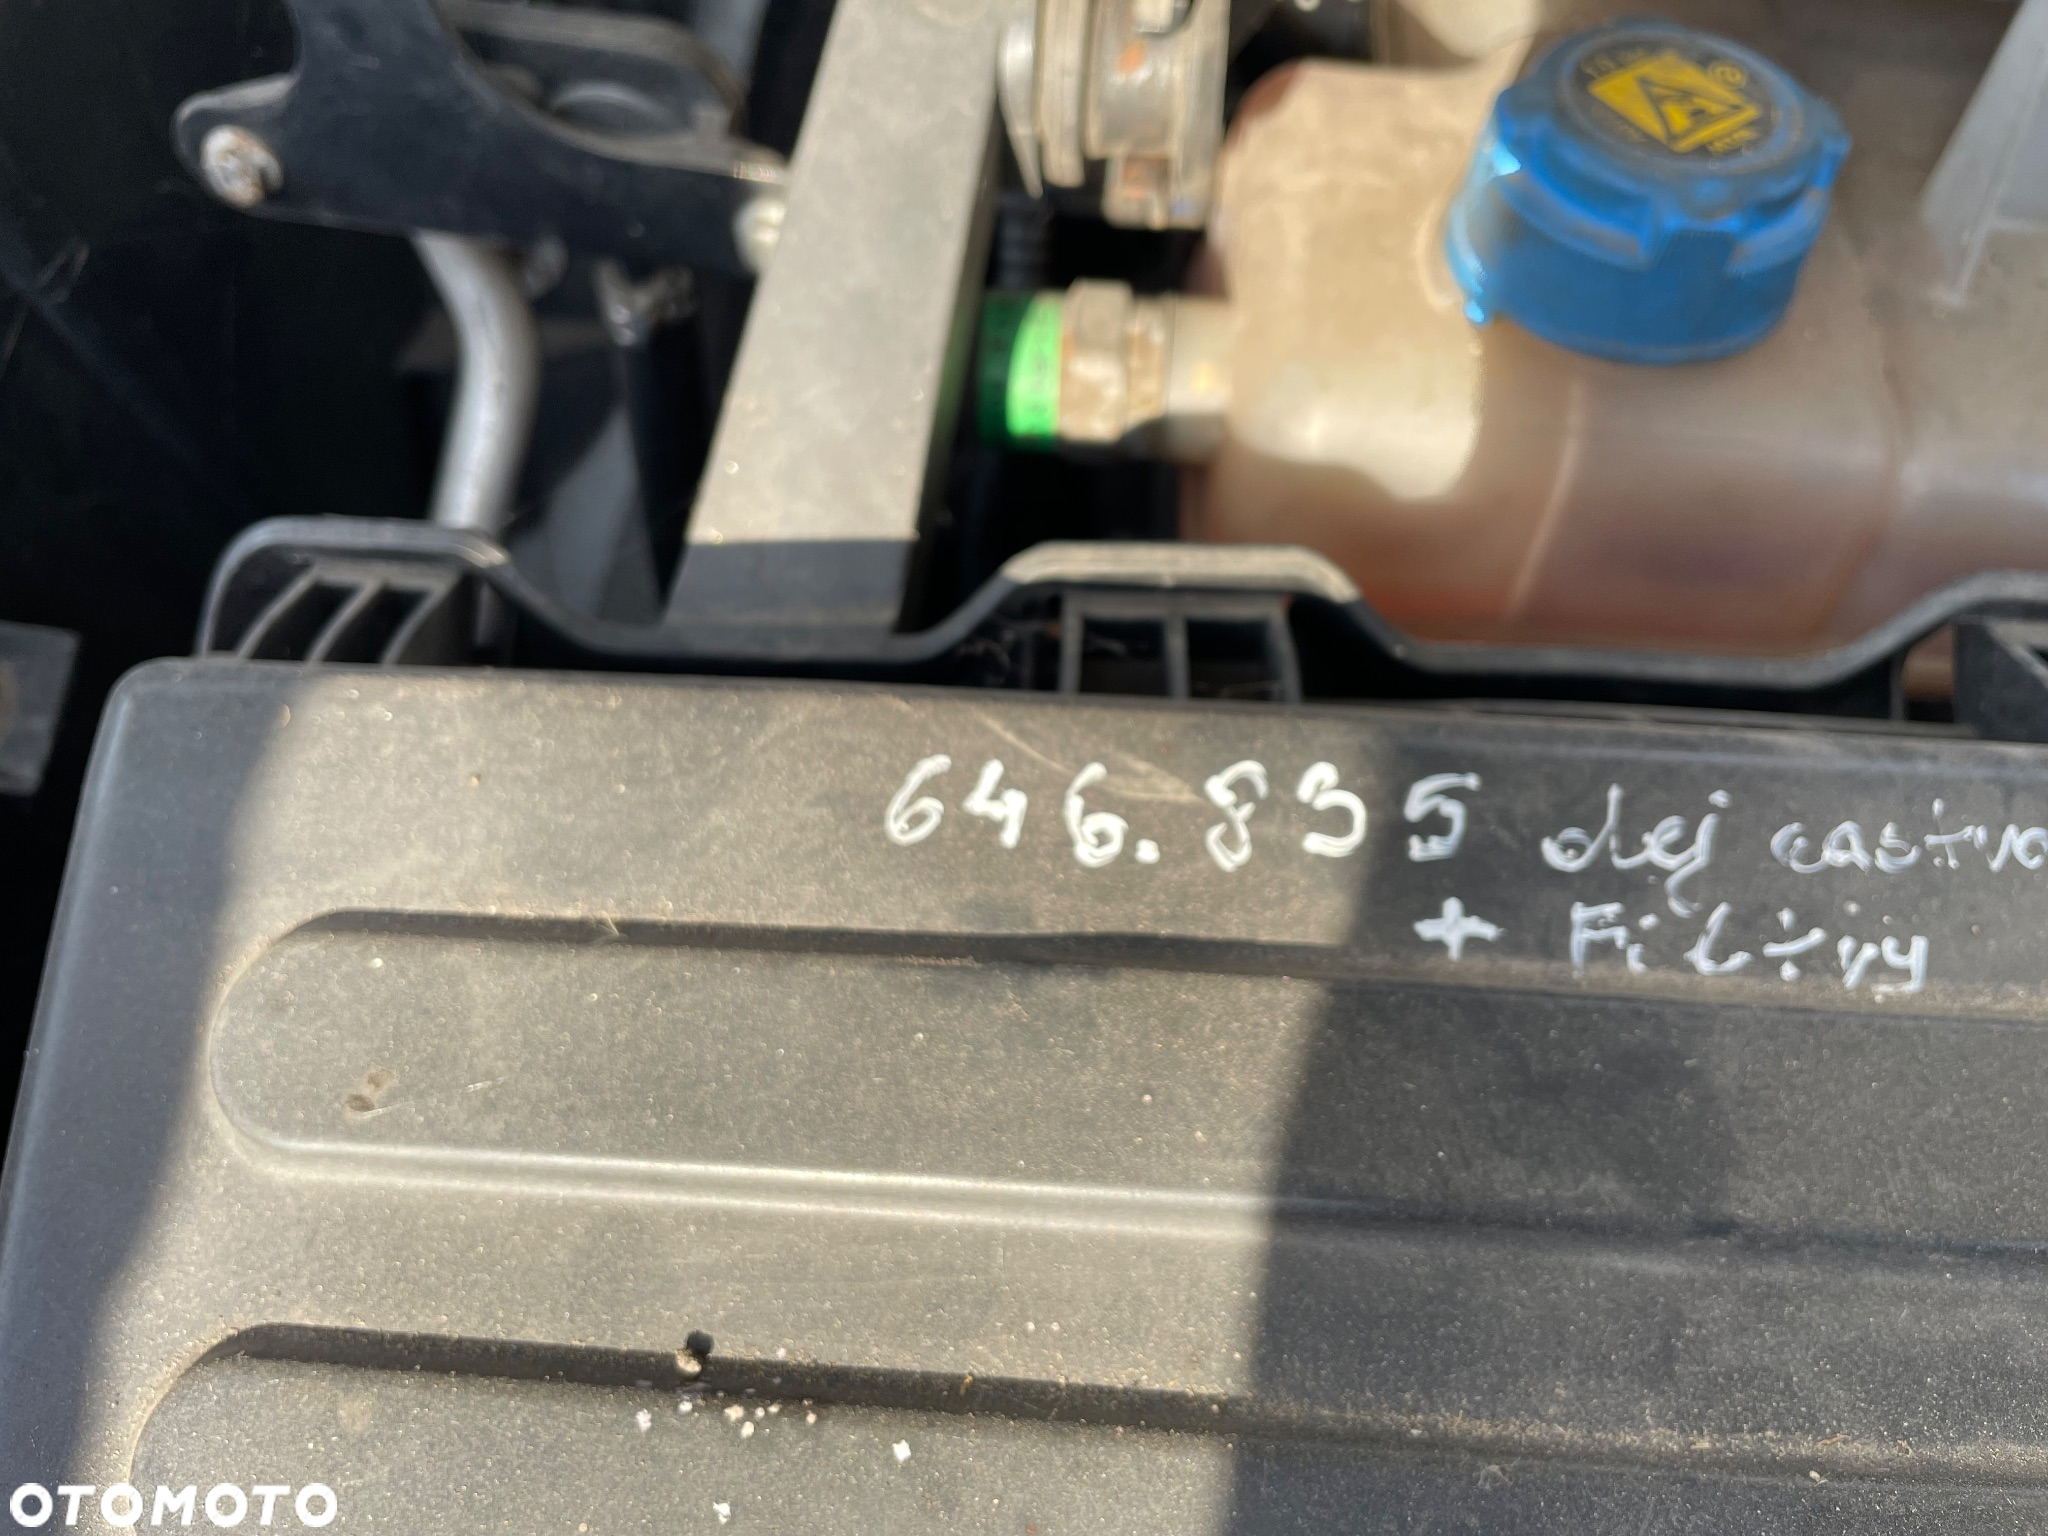 646.835 olej castro
+ Filtry
OTOMOTO